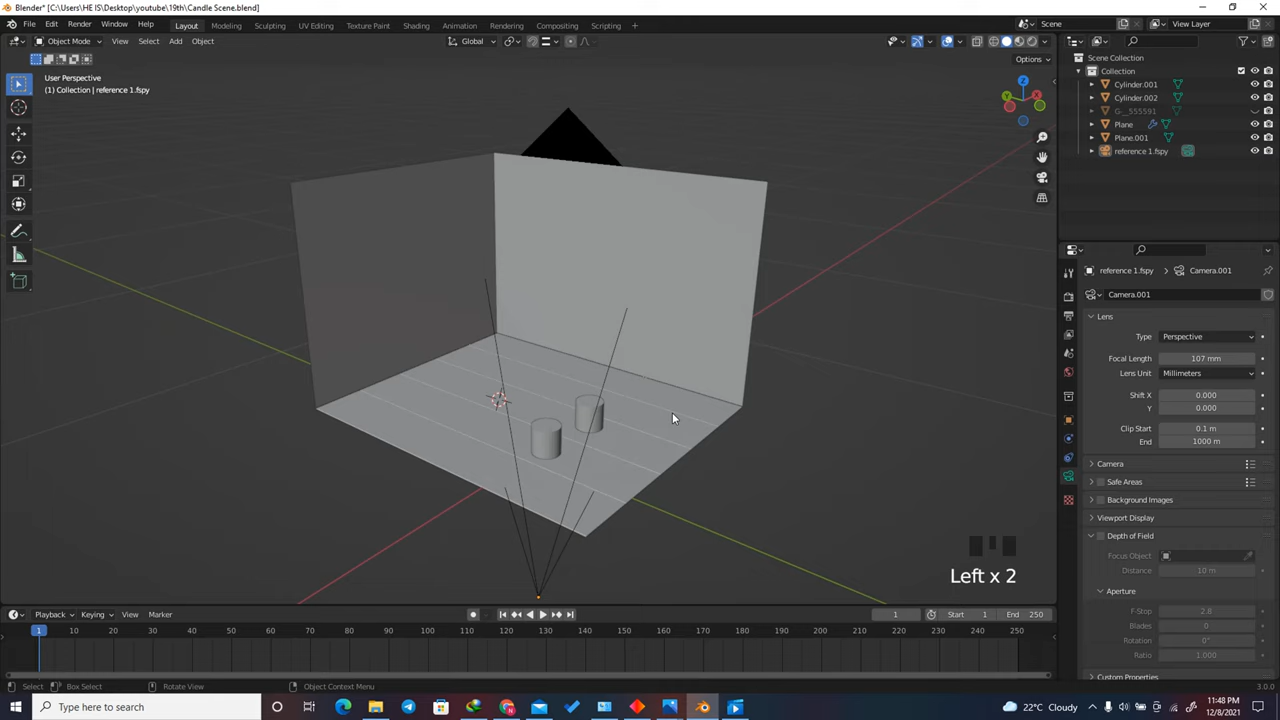 Blender* [C:\Users\HE IS\Desktop\youtube\19th\Candle Scene.blend]
File Edit Render Window Help Layout Modeling Sculpting UV Editing Texture Paint Shading Animation Rendering Compositing Scripting + Scene View Layer
Object Mode View Select Add Object Global
Options
User Perspective
(1) Collection | reference 1.fspy
Z
Y
X
Scene Collection
Collection
Cylinder.001
Cylinder.002
G-_555591
Plane
Plane.001
reference 1.fspy
reference 1.fspy > Camera.001
Camera.001
Lens
Type Perspective
Focal Length 107 mm
Lens Unit Millimeters
Shift X 0.000
Y 0.000
Clip Start 0.1 m
End 1000 m
Camera
Safe Areas
Background Images
Viewport Display
Depth of Field
Focus Object
Distance 10 m
Aperture
F-Stop 2.8
Blades 0
Rotation 0°
Ratio 1.000
Custom Properties
Left x 2
Playback Keying View Marker 1 Start 1 End 250
1 10 20 30 40 50 60 70 80 90 100 110 120 130 140 150 160 170 180 190 200 210 220 230 240 250
Select Box Select Rotate View Object Context Menu 3.0.0
Type here to search 22°C Cloudy 11:48 PM
12/8/2021